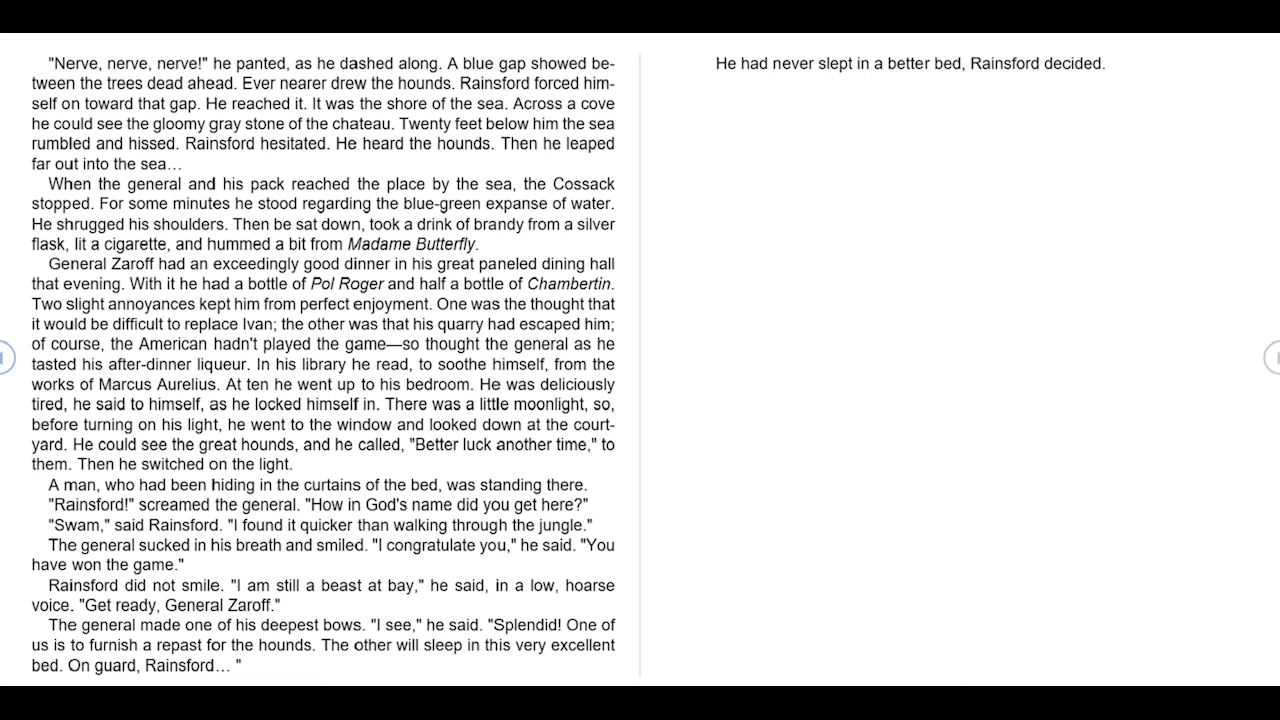 "Nerve, nerve, nerve!" he panted, as he dashed along. A blue gap showed be-
tween the trees dead ahead. Ever nearer drew the hounds. Rainsford forced him-
self on toward that gap. He reached it. It was the shore of the sea. Across a cove
he could see the gloomy gray stone of the chateau. Twenty feet below him the sea
rumbled and hissed. Rainsford hesitated. He heard the hounds. Then he leaped
far out into the sea…
When the general and his pack reached the place by the sea, the Cossack
stopped. For some minutes he stood regarding the blue-green expanse of water.
He shrugged his shoulders. Then be sat down, took a drink of brandy from a silver
flask, lit a cigarette, and hummed a bit from Madame Butterfly.
General Zaroff had an exceedingly good dinner in his great paneled dining hall
that evening. With it he had a bottle of Pol Roger and half a bottle of Chambertin.
Two slight annoyances kept him from perfect enjoyment. One was the thought that
it would be difficult to replace Ivan; the other was that his quarry had escaped him;
of course, the American hadn't played the game—so thought the general as he
tasted his after-dinner liqueur. In his library he read, to soothe himself, from the
works of Marcus Aurelius. At ten he went up to his bedroom. He was deliciously
tired, he said to himself, as he locked himself in. There was a little moonlight, so,
before turning on his light, he went to the window and looked down at the court-
yard. He could see the great hounds, and he called, "Better luck another time," to
them. Then he switched on the light.
A man, who had been hiding in the curtains of the bed, was standing there.
"Rainsford!" screamed the general. "How in God's name did you get here?"
"Swam," said Rainsford. "I found it quicker than walking through the jungle."
The general sucked in his breath and smiled. "I congratulate you," he said. "You
have won the game."
Rainsford did not smile. "I am still a beast at bay," he said, in a low, hoarse
voice. "Get ready, General Zaroff."
The general made one of his deepest bows. "I see," he said. "Splendid! One of
us is to furnish a repast for the hounds. The other will sleep in this very excellent
bed. On guard, Rainsford… "
He had never slept in a better bed, Rainsford decided.